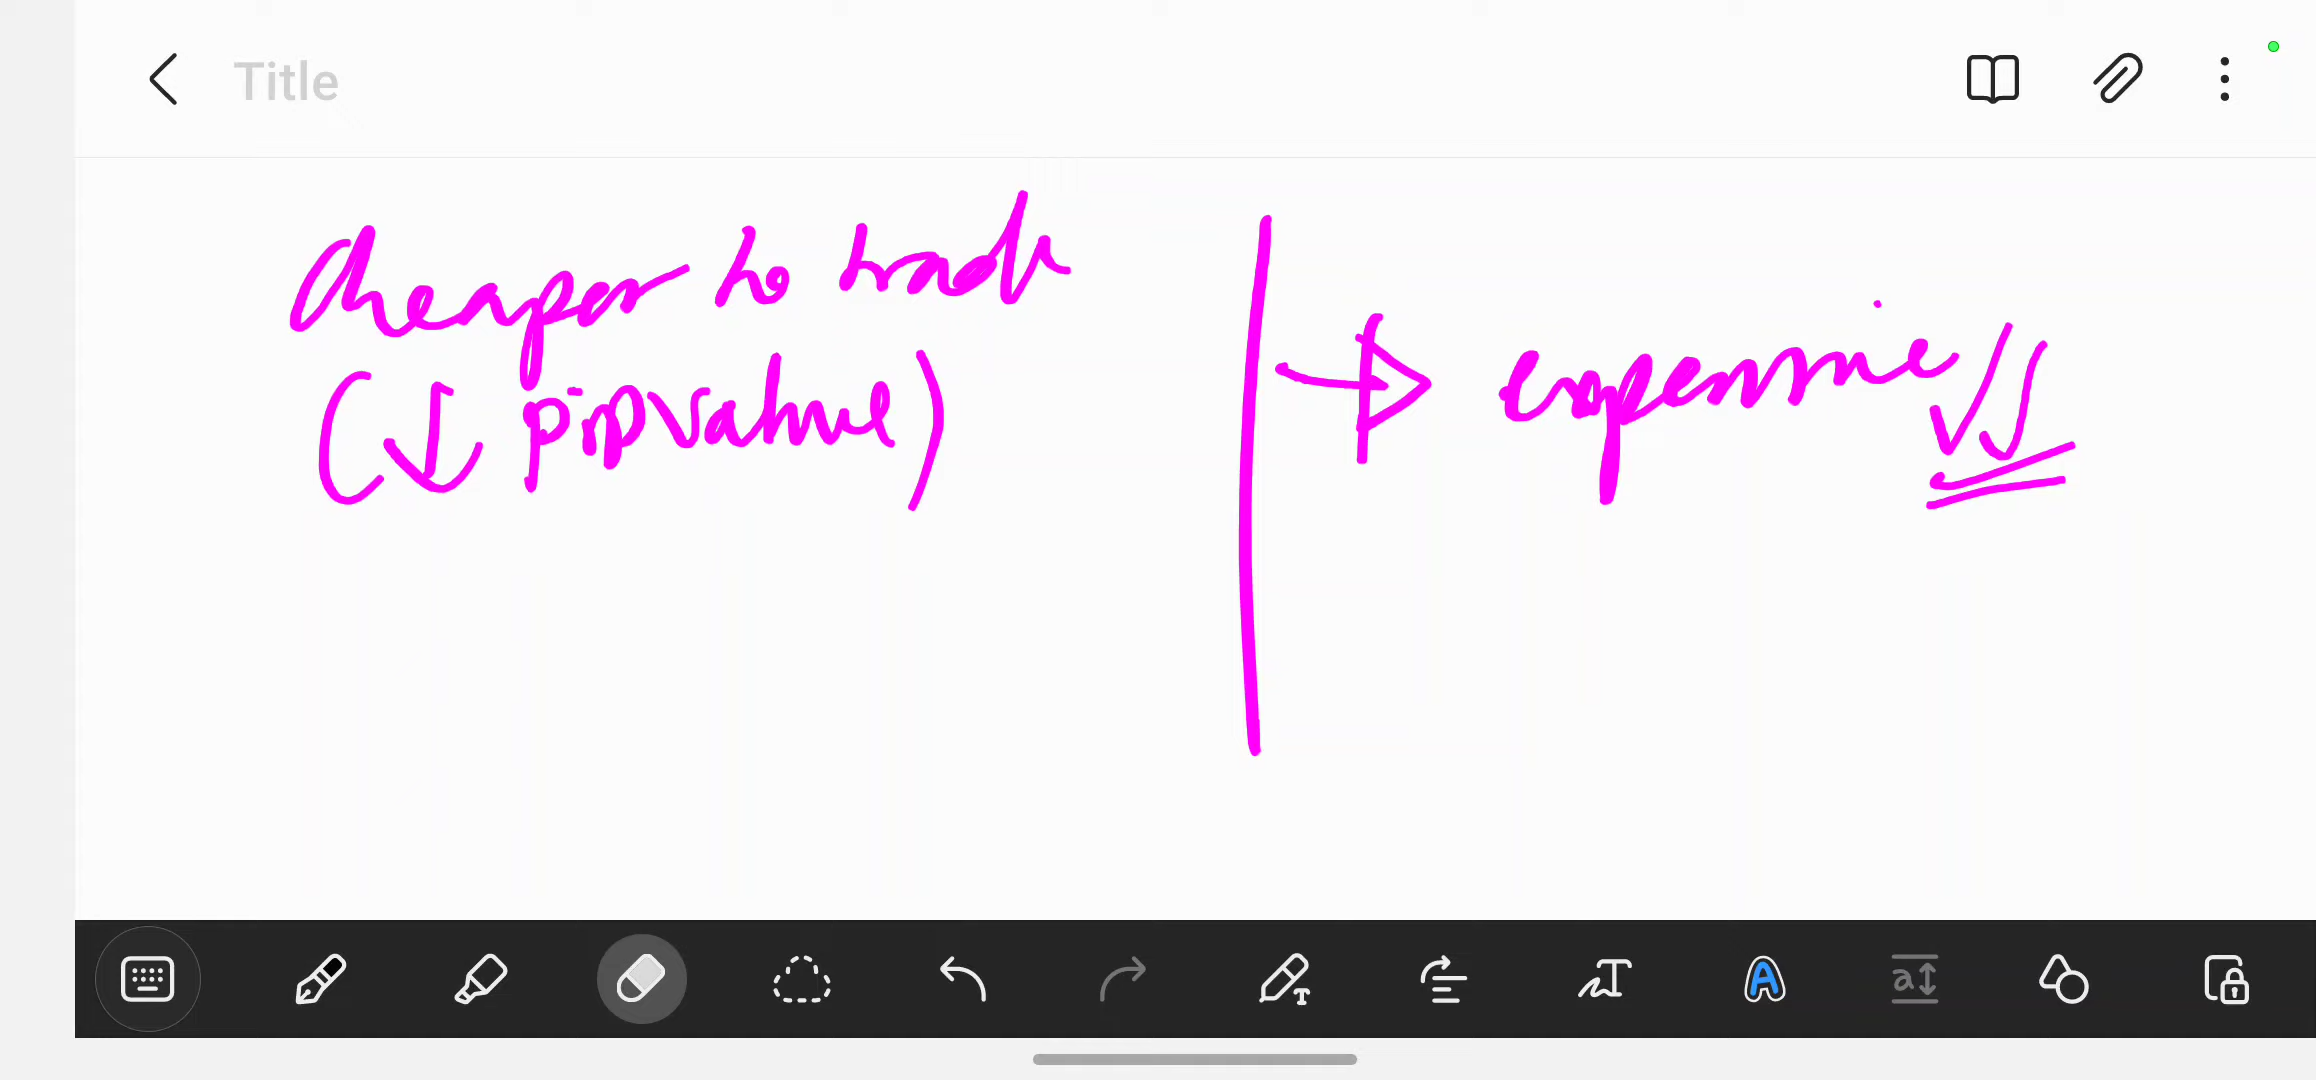 Title
Cheaper to trade
(↓ pipvalue)
→ expensive